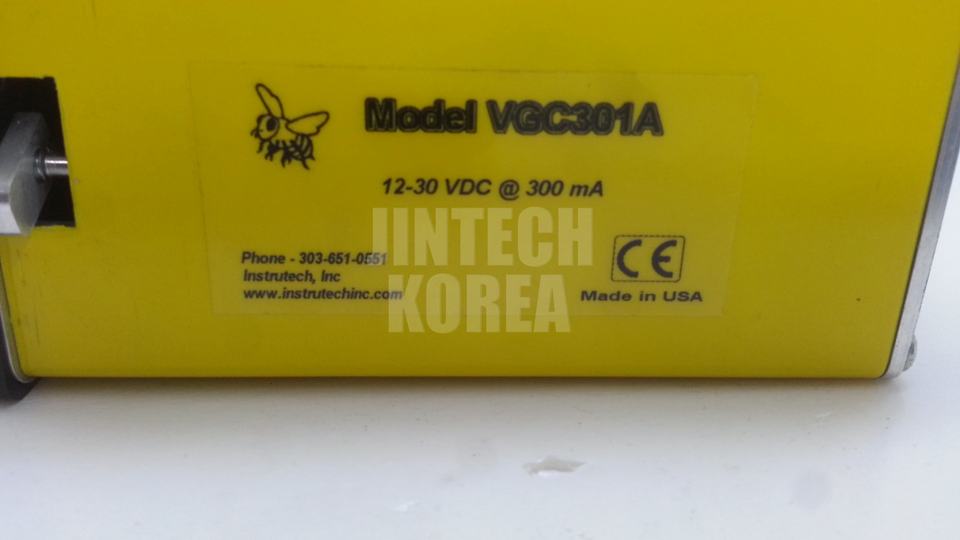 Model VGC301A
12-30 VDC @ 300 mA
Phone - 303-651-0551
Instrutech, Inc
www.instrutechinc.com
CE
Made in USA
JINTECH
KOREA